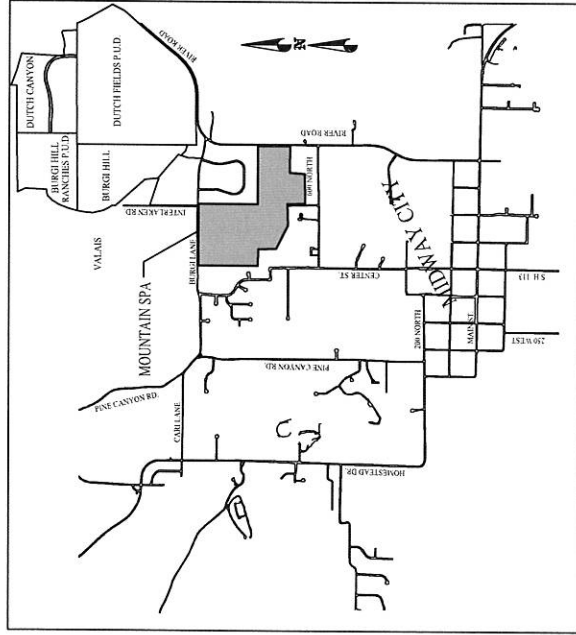 DUTCH CANYON
DUTCH FIELDS P.U.D.
BURGI HILL
RANCHES P.U.D.
BURGI HILL
RIVER ROAD
VALAIS
INTERLAKEN RD
MOUNTAIN SPA
BURGI LANE
PINE CANYON RD.
CARI LANE
RIVER ROAD
600 NORTH
CENTER ST.
MIDWAY CITY
PINE CANYON RD.
200 NORTH
MAIN ST.
S.H 113
250 WEST
HOMESTEAD DR.